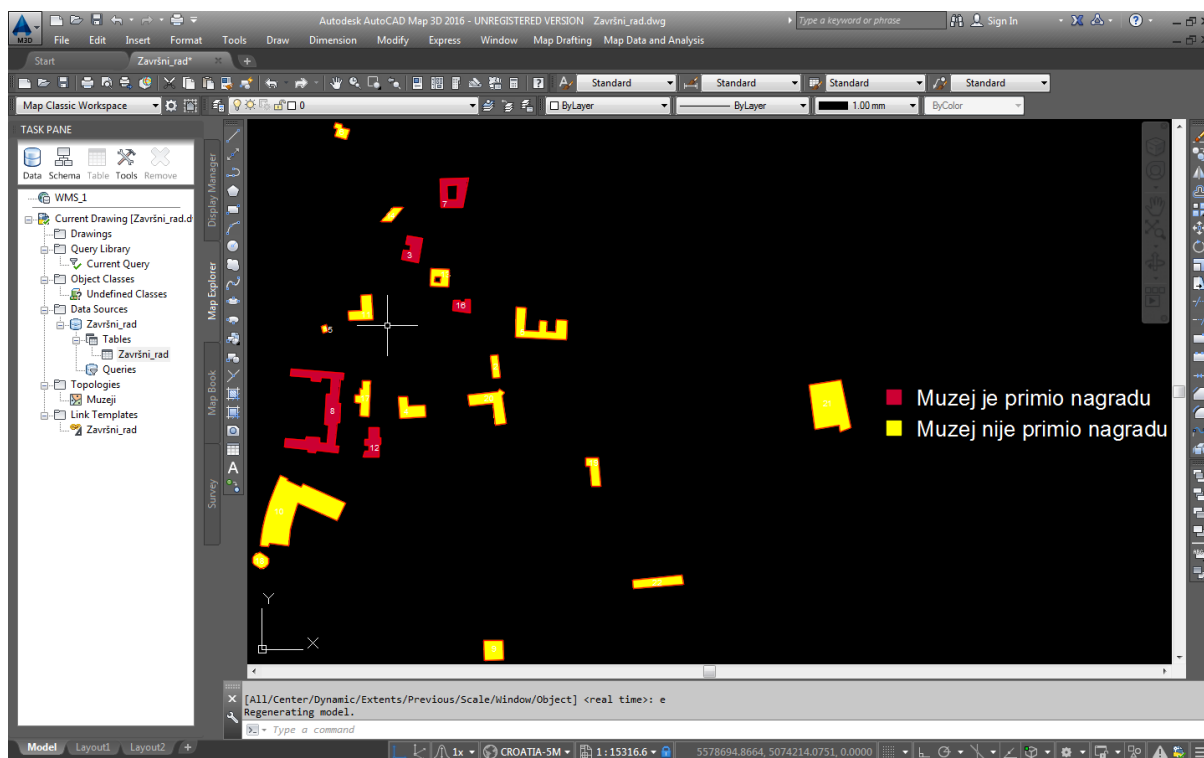 Autodesk AutoCAD Map 3D 2016 - UNREGISTERED VERSION Završni_rad.dwg
Type a keyword or phrase
Sign In
M3D
File Edit Insert Format Tools Draw Dimension Modify Express Window Map Drafting Map Data and Analysis
Start Završni_rad*
Standard Standard Standard Standard
Map Classic Workspace 0 ByLayer ByLayer 1.00 mm ByColor
TASK PANE
Data Schema Table Tools Remove
WMS_1
Current Drawing [Završni_rad.d
Drawings
Query Library
Current Query
Object Classes
Undefined Classes
Data Sources
Završni_rad
Tables
Završni_rad
Queries
Topologies
Muzeji
Link Templates
Završni_rad
Display Manager
Map Explorer
Map Book
Survey
7
3
16
5
8
12
21
Muzej je primio nagradu
Muzej nije primio nagradu
Y
X
[All/Center/Dynamic/Extents/Previous/Scale/Window/Object] <real time>: e
Regenerating model.
Type a command
Model Layout1 Layout2 +
1x CROATIA-5M 1:15316.6 5578694.8664, 5074214.0751, 0.0000